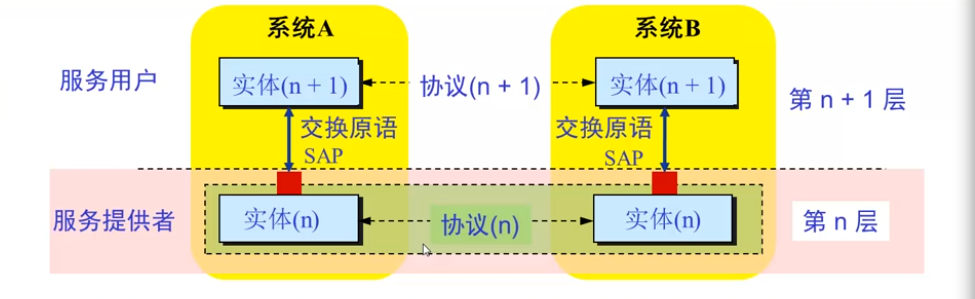 系统A
系统B
服务用户
实体(n + 1)
协议(n + 1)
实体(n + 1)
第 n + 1 层
交换原语
SAP
交换原语
SAP
服务提供者
实体(n)
协议(n)
实体(n)
第 n 层